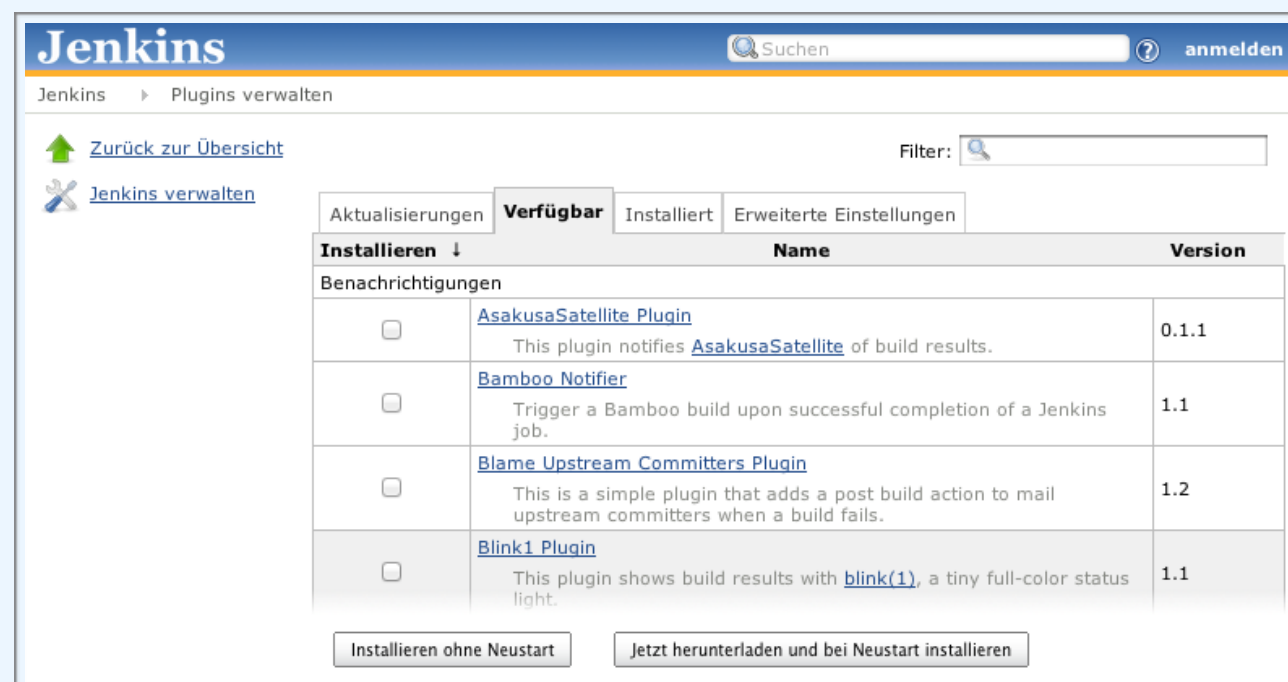 Jenkins
Suchen
anmelden
Jenkins Plugins verwalten
Zurück zur Übersicht
Jenkins verwalten
Filter:
Aktualisierungen Verfügbar Installiert Erweiterte Einstellungen
Installieren ↓ Name Version
Benachrichtigungen
AsakusaSatellite Plugin
This plugin notifies AsakusaSatellite of build results.
0.1.1
Bamboo Notifier
Trigger a Bamboo build upon successful completion of a Jenkins
job.
1.1
Blame Upstream Committers Plugin
This is a simple plugin that adds a post build action to mail
upstream committers when a build fails.
1.2
Blink1 Plugin
This plugin shows build results with blink(1), a tiny full-color status
light.
1.1
Installieren ohne Neustart
Jetzt herunterladen und bei Neustart installieren